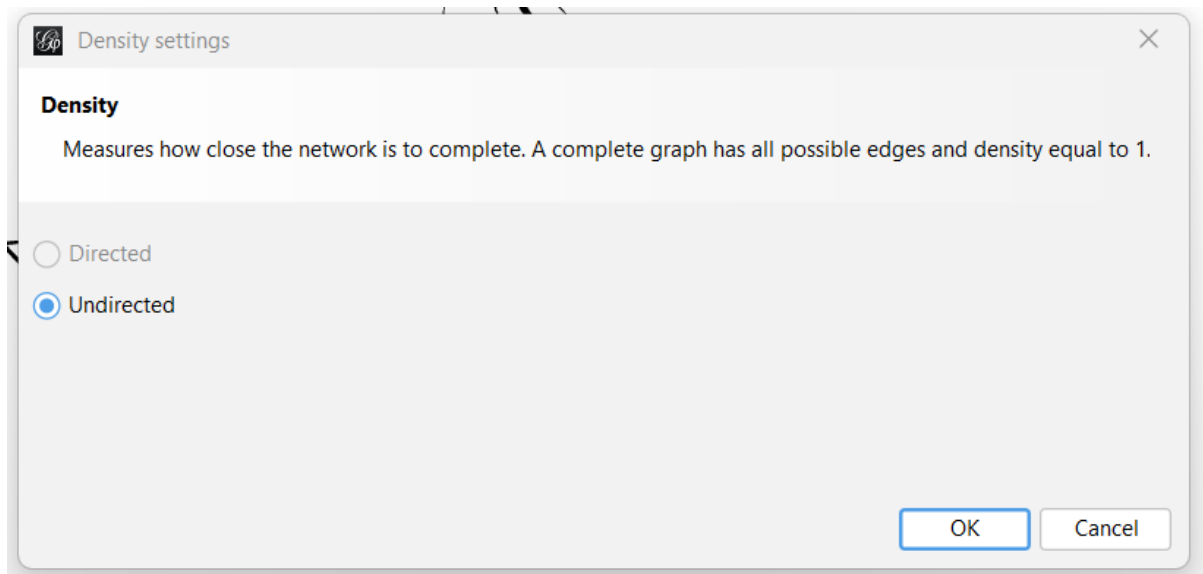 Density settings
Density
Measures how close the network is to complete. A complete graph has all possible edges and density equal to 1.
Directed
Undirected
OK Cancel